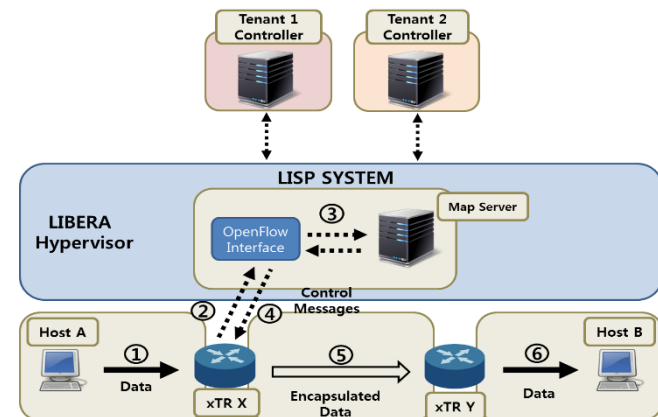 Tenant 1
Controller
Tenant 2
Controller
LISP SYSTEM
LIBERA
Hypervisor
Map Server
OpenFlow
Interface
③
② ④
Control
Messages
Host A
Host B
①
Data
⑤
Encapsulated
Data
⑥
Data
xTR X
xTR Y